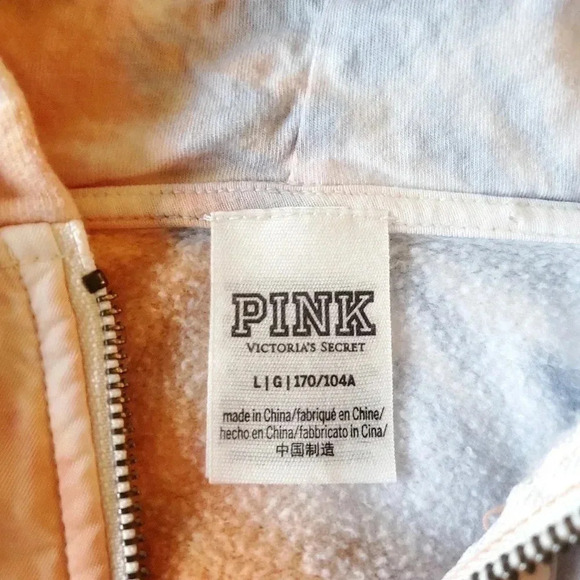 PINK
VICTORIA'S SECRET
L|G|170/104A
made in China/fabriqué en Chine/
hecho en China/fabbricato in Cina/
中国制造